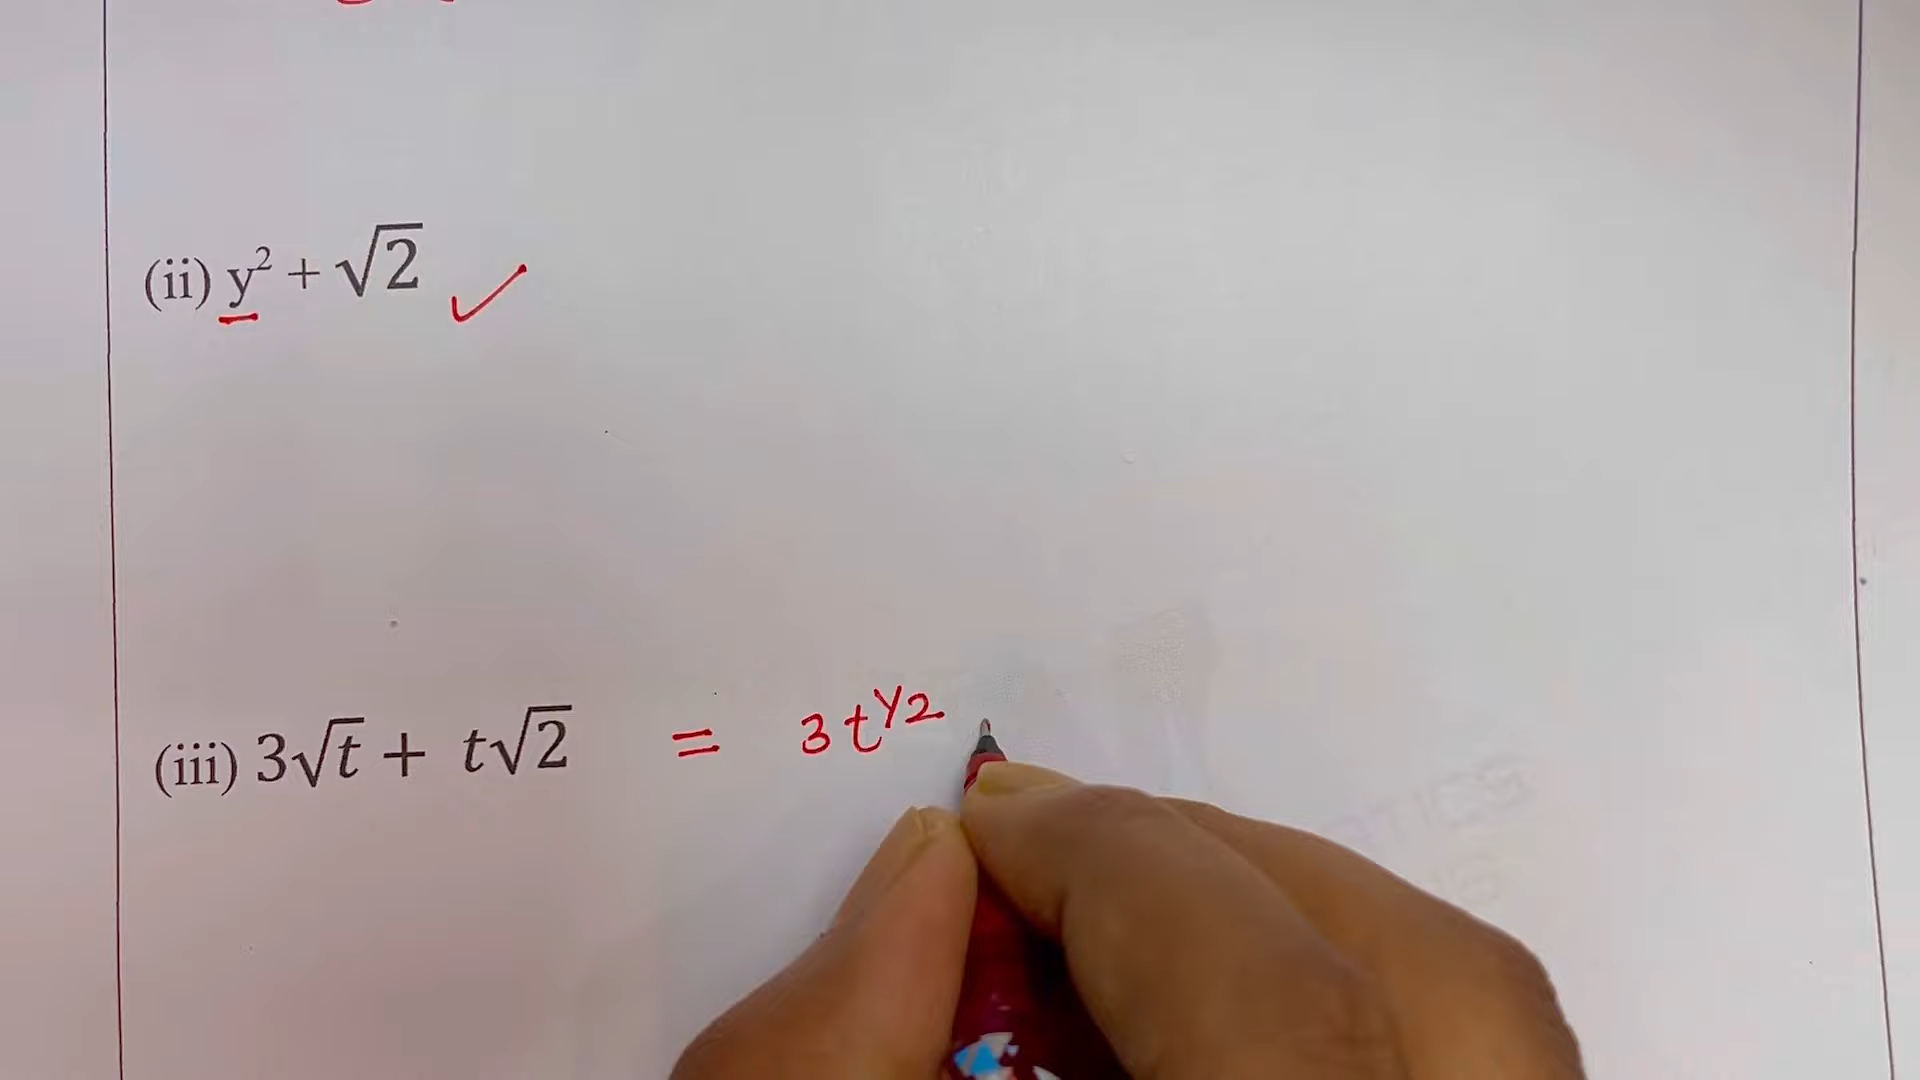 (ii) y² + √2 ✓
(iii) 3√t + t√2 = 3t^1/2